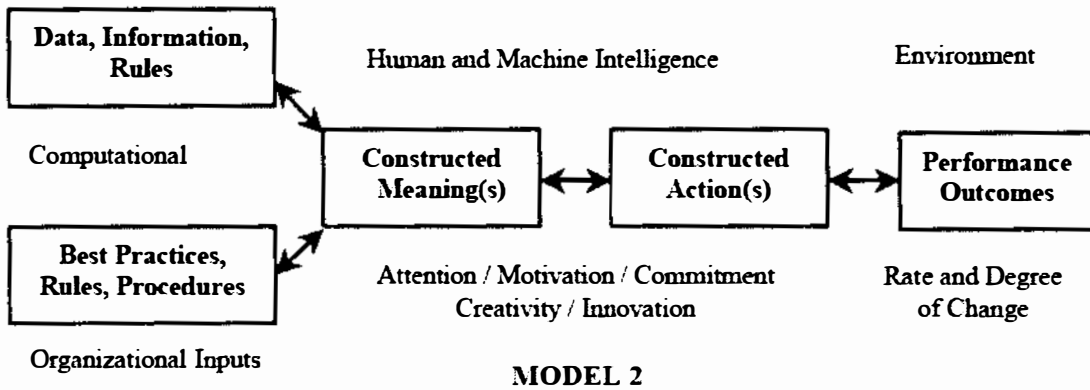 Data, Information,
Rules
Human and Machine Intelligence
Environment
Computational
Constructed
Meaning(s)
Constructed
Action(s)
Performance
Outcomes
Best Practices,
Rules, Procedures
Attention / Motivation / Commitment
Creativity / Innovation
Rate and Degree
of Change
Organizational Inputs
MODEL 2